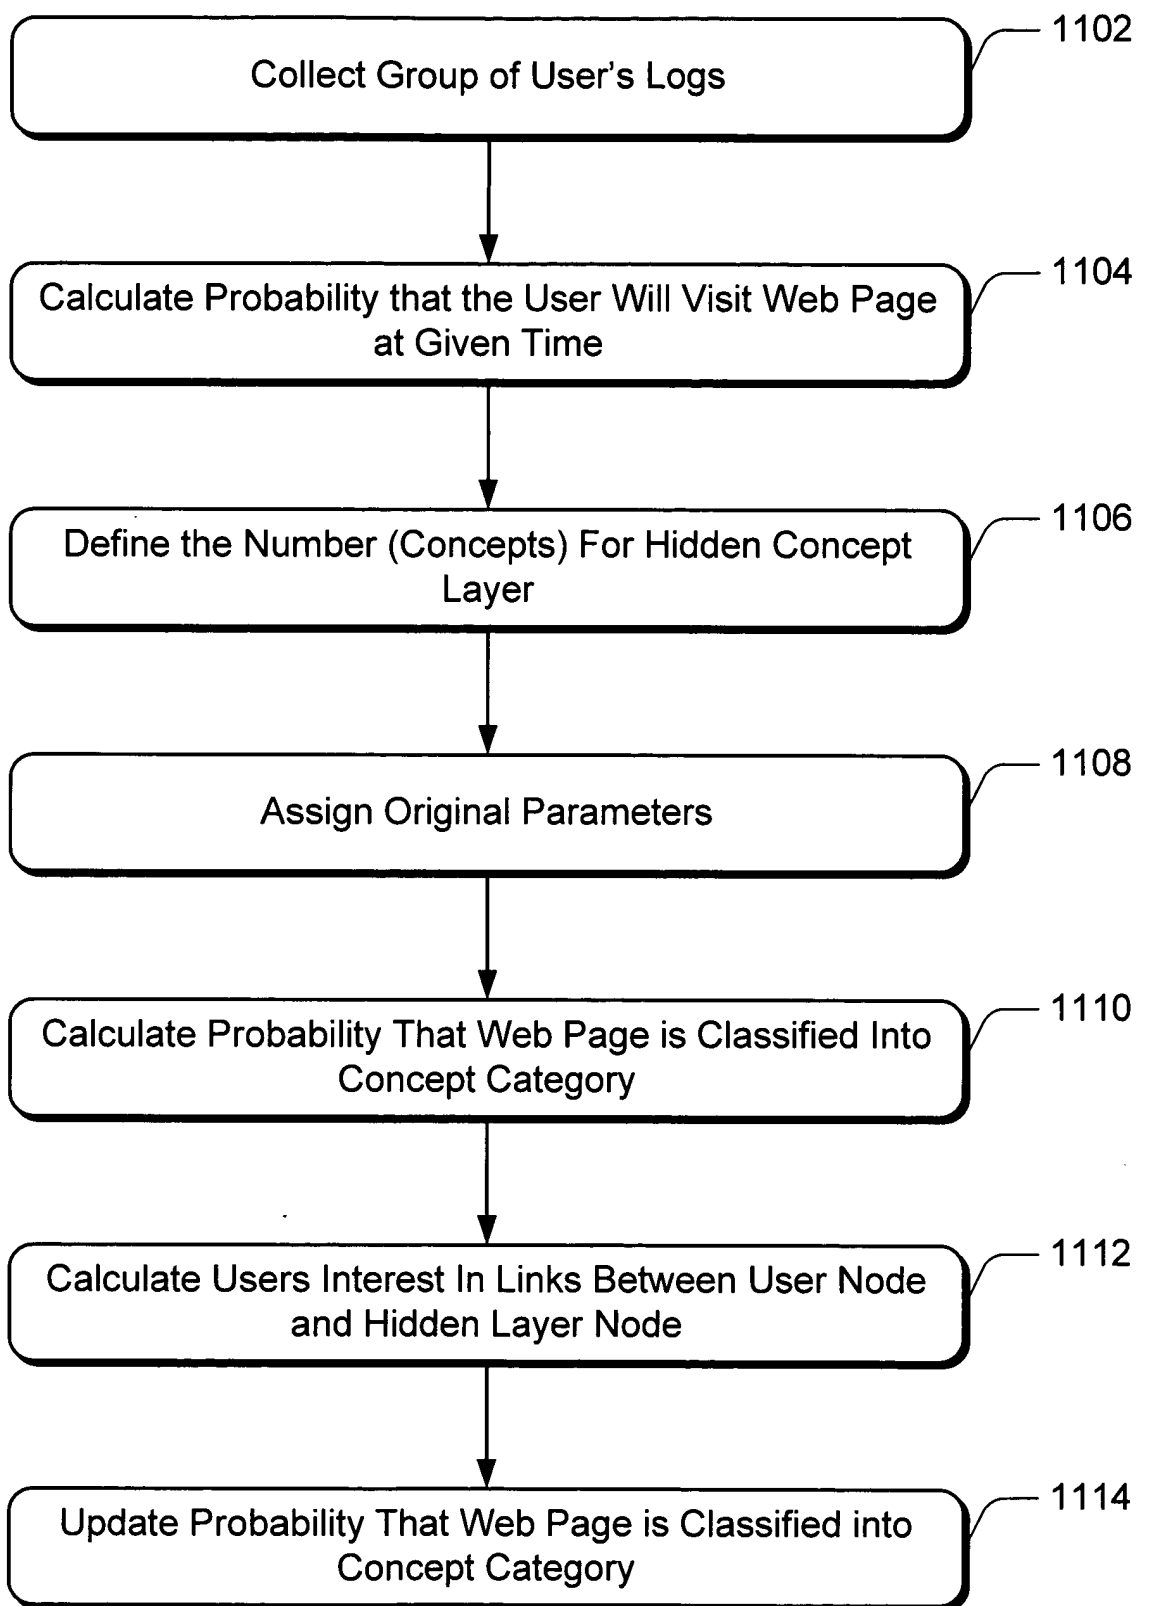 1102
Collect Group of User's Logs
1104
Calculate Probability that the User Will Visit Web Page
at Given Time
1106
Define the Number (Concepts) For Hidden Concept
Layer
1108
Assign Original Parameters
1110
Calculate Probability That Web Page is Classified Into
Concept Category
1112
Calculate Users Interest In Links Between User Node
and Hidden Layer Node
1114
Update Probability That Web Page is Classified into
Concept Category